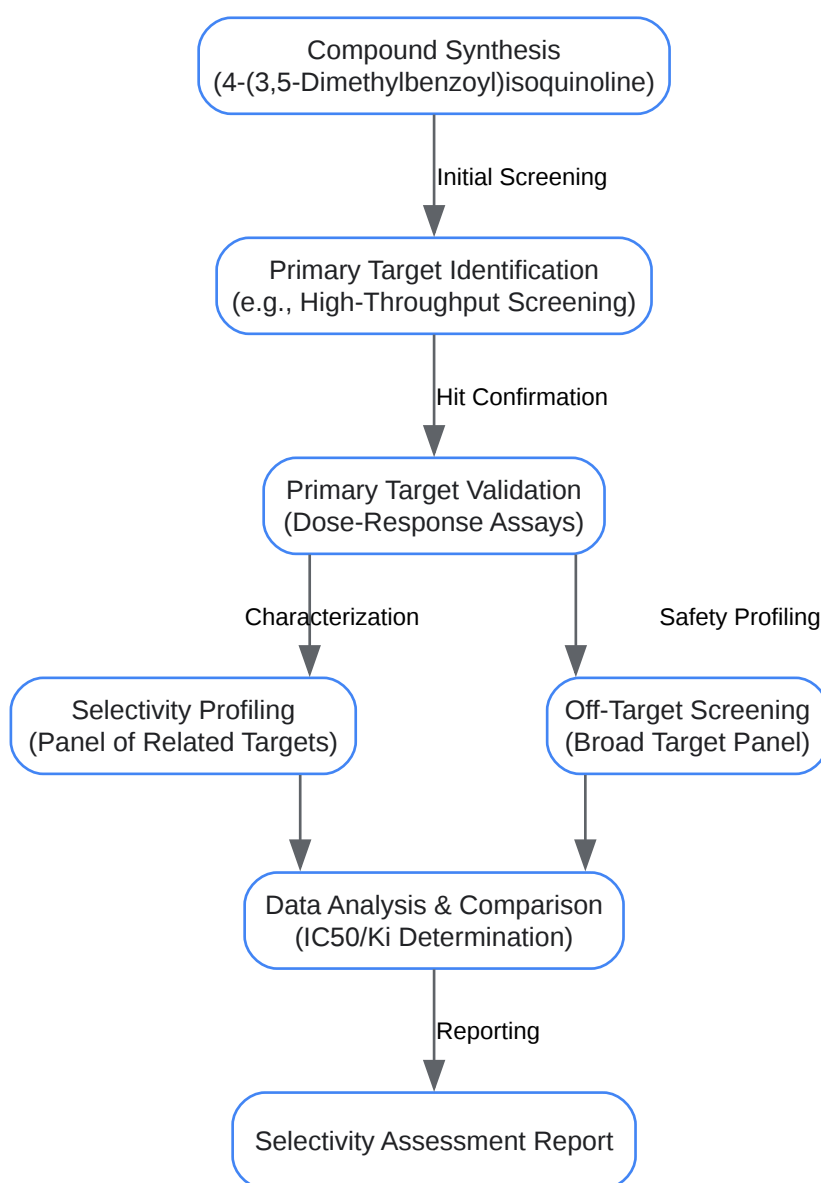 Compound Synthesis
(4-(3,5-Dimethylbenzoyl)isoquinoline)
Initial Screening
Primary Target Identification
(e.g., High-Throughput Screening)
Hit Confirmation
Primary Target Validation
(Dose-Response Assays)
Characterization
Safety Profiling
Selectivity Profiling
(Panel of Related Targets)
Off-Target Screening
(Broad Target Panel)
Data Analysis & Comparison
(IC50/Ki Determination)
Reporting
Selectivity Assessment Report